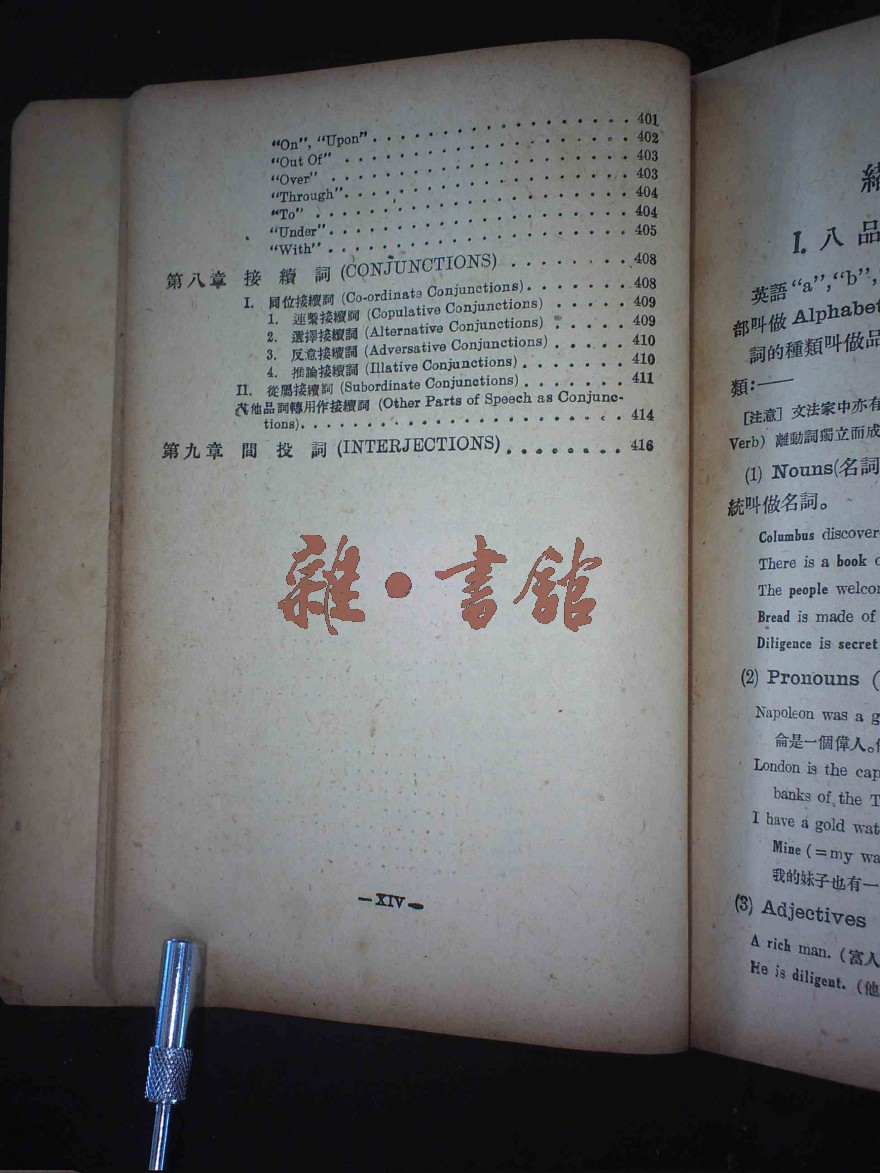 "On", "Upon" . . . . . . . . . . . . . . . . . 401
"Out Of" . . . . . . . . . . . . . . . . . 402
"Over" . . . . . . . . . . . . . . . . . 403
"Through" . . . . . . . . . . . . . . . . . 403
"To" . . . . . . . . . . . . . . . . . 404
"Under" . . . . . . . . . . . . . . . . . 404
"With" . . . . . . . . . . . . . . . . . 405
第八章 接續詞 (CONJUNCTIONS) . . . . . . . . 408
I. 同位接續詞 (Co-ordinate Conjunctions) . . . . . . . 408
1. 連繫接續詞 (Copulative Conjunctions) . . . . . . 409
2. 選擇接續詞 (Alternative Conjunctions) . . . . . . 409
3. 反意接續詞 (Adversative Conjunctions) . . . . . . 410
4. 推論接續詞 (Illative Conjunctions) . . . . . . . 410
II. 從屬接續詞 (Subordinate Conjunctions) . . . . . . . 411
其他品詞轉用作接續詞 (Other Parts of Speech as Conjunc-
tions) . . . . . . . . . . . . . . . . . 414
第九章 間投詞 (INTERJECTIONS) . . . . . . . . 416
雜·書館
—XIV—
I. 八品
英語 "a", "b",
部叫做 Alphabet
詞的種類叫做品
類:——
[注意] 文法家中亦有
Verb) 離動詞獨立而成
(1) Nouns(名詞
統叫做名詞。
Columbus discover
There is a book
The people welco
Bread is made of
Diligence is secret
(2) Pronouns (
Napoleon was a g
侖是一個偉人。
London is the cap
banks of the T
I have a gold wat
Mine (=my wa
我的妹子也有一
(3) Adjectives
A rich man. (富人
He is diligent. (他